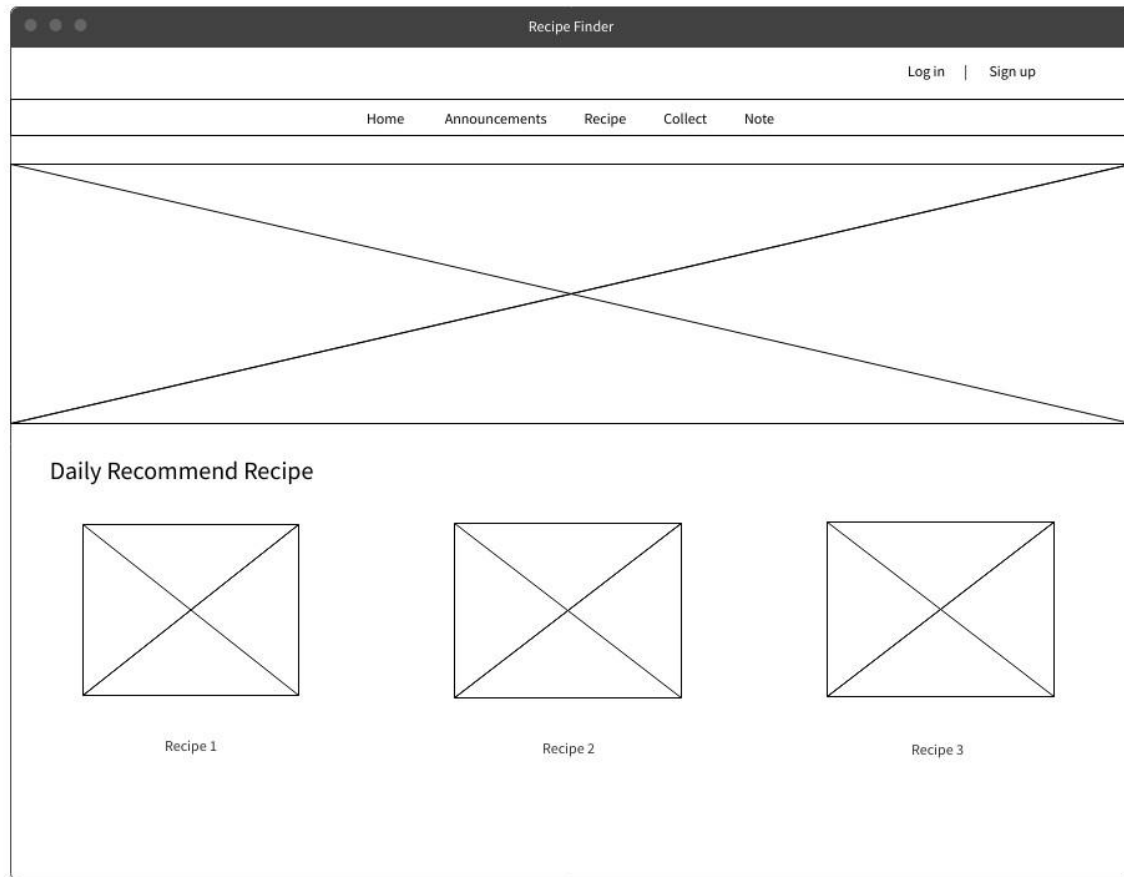 Recipe Finder
Log in | Sign up
Home Announcements Recipe Collect Note
Daily Recommend Recipe
Recipe 1 Recipe 2 Recipe 3